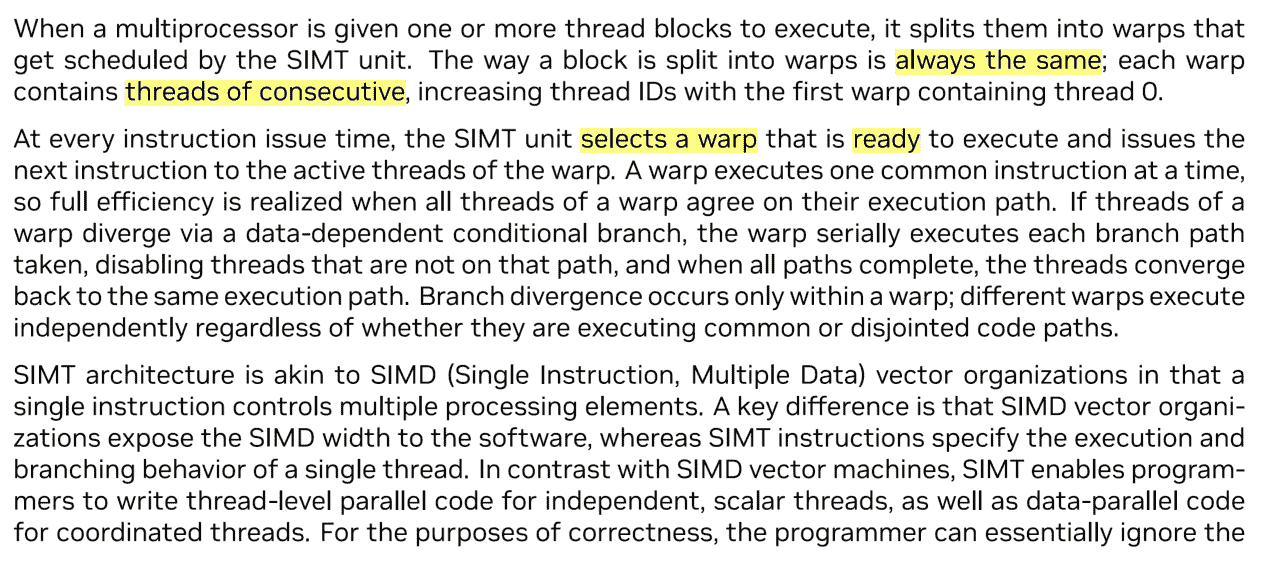 When a multiprocessor is given one or more thread blocks to execute, it splits them into warps that
get scheduled by the SIMT unit. The way a block is split into warps is always the same; each warp
contains threads of consecutive, increasing thread IDs with the first warp containing thread 0.
At every instruction issue time, the SIMT unit selects a warp that is ready to execute and issues the
next instruction to the active threads of the warp. A warp executes one common instruction at a time,
so full efficiency is realized when all threads of a warp agree on their execution path. If threads of a
warp diverge via a data-dependent conditional branch, the warp serially executes each branch path
taken, disabling threads that are not on that path, and when all paths complete, the threads converge
back to the same execution path. Branch divergence occurs only within a warp; different warps execute
independently regardless of whether they are executing common or disjointed code paths.
SIMT architecture is akin to SIMD (Single Instruction, Multiple Data) vector organizations in that a
single instruction controls multiple processing elements. A key difference is that SIMD vector organi-
zations expose the SIMD width to the software, whereas SIMT instructions specify the execution and
branching behavior of a single thread. In contrast with SIMD vector machines, SIMT enables program-
mers to write thread-level parallel code for independent, scalar threads, as well as data-parallel code
for coordinated threads. For the purposes of correctness, the programmer can essentially ignore the